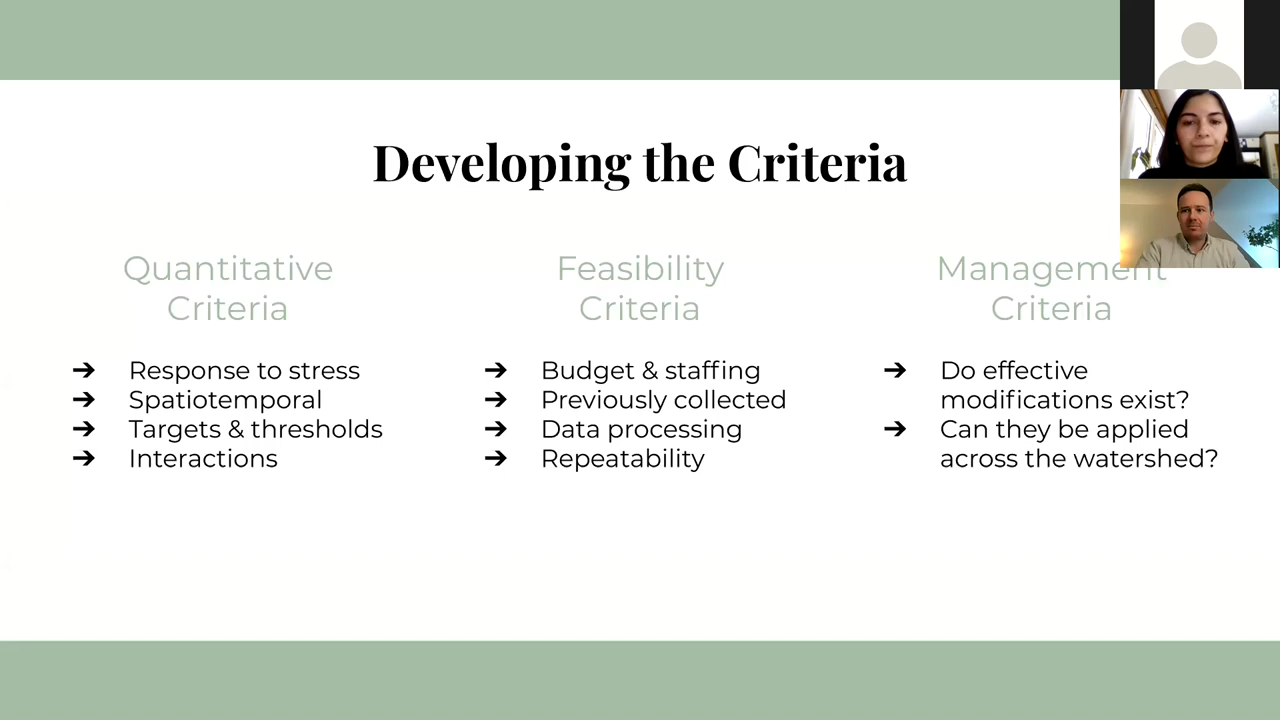 Developing the Criteria
Quantitative
Criteria
➔ Response to stress
➔ Spatiotemporal
➔ Targets & thresholds
➔ Interactions
Feasibility
Criteria
➔ Budget & staffing
➔ Previously collected
➔ Data processing
➔ Repeatability
Management
Criteria
➔ Do effective
modifications exist?
➔ Can they be applied
across the watershed?